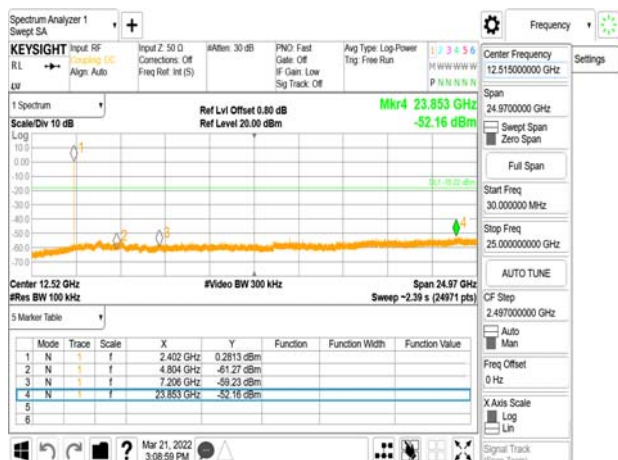 Spectrum Analyzer 1
Swept SA
+
Frequency
KEYSIGHT Input: RF Input Z: 50 Ω #Atten: 30 dB PNO: Fast Avg Type: Log-Power 1 2 3 4 5 6
RL Coupling: DC Corrections: Off Gate: Off Trig: Free Run M W W W W W
Align: Auto Freq Ref: Int (S) IF Gain: Low
Sig Track: Off P N N N N N
Center Frequency
12.515000000 GHz
Settings
Span
24.9700000 GHz
Swept Span
Zero Span
Full Span
Start Freq
30.000000 MHz
Stop Freq
25.000000000 GHz
AUTO TUNE
CF Step
2.497000000 GHz
Auto
Man
Freq Offset
0 Hz
X Axis Scale
Log
Lin
Signal Track
1 Spectrum
Ref Lvl Offset 0.80 dB Mkr4 23.853 GHz
Scale/Div 10 dB Ref Level 20.00 dBm -52.16 dBm
Log
10.0
0.00
-10.0
-20.0
-30.0
-40.0
-50.0
-60.0
-70.0
1
2
3
4
Center 12.52 GHz #Video BW 300 kHz Span 24.97 GHz
#Res BW 100 kHz Sweep ~2.39 s (24971 pts)
5 Marker Table
Mode Trace Scale X Y Function Function Width Function Value
1 N 1 f 2.402 GHz 0.2813 dBm
2 N 1 f 4.804 GHz -61.27 dBm
3 N 1 f 7.206 GHz -59.23 dBm
4 N 1 f 23.853 GHz -52.16 dBm
5
6
?
Mar 21, 2022
3:08:59 PM